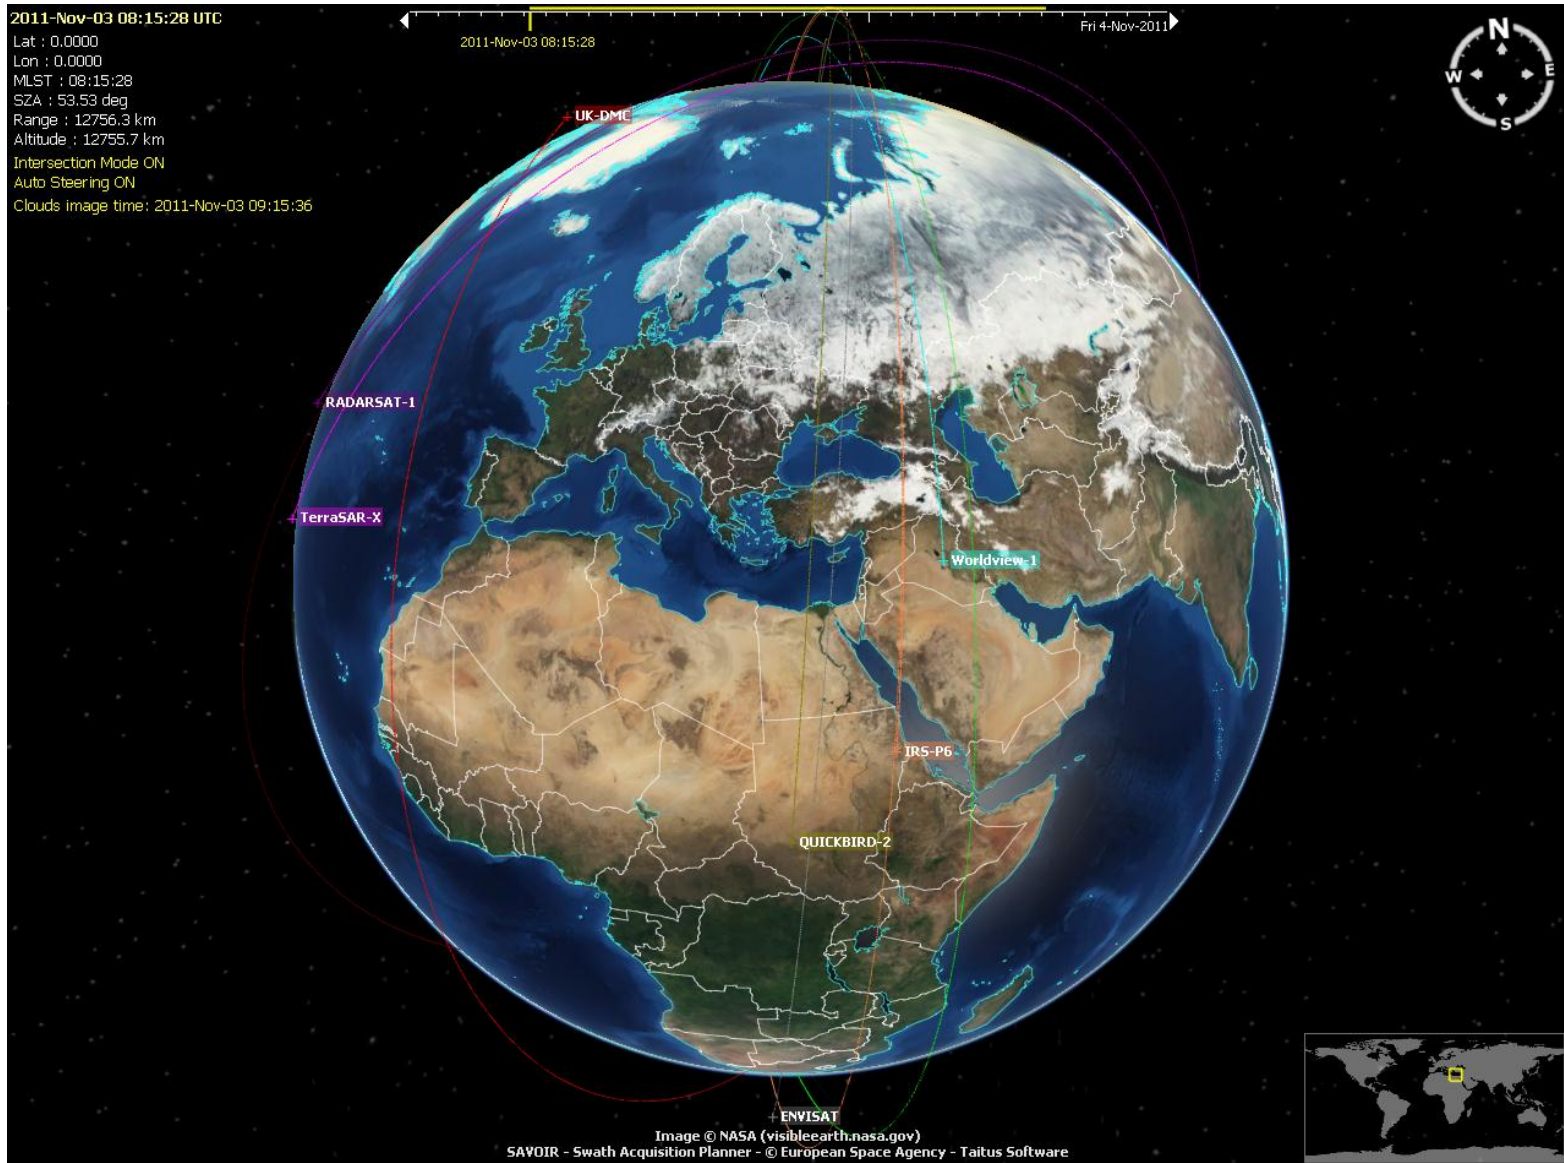 2011-Nov-03 08:15:28 UTC
Lat : 0.0000
Lon : 0.0000
MLST : 08:15:28
SZA : 53.53 deg
Range : 12756.3 km
Altitude : 12755.7 km
Intersection Mode ON
Auto Steering ON
Clouds image time: 2011-Nov-03 09:15:36
2011-Nov-03 08:15:28
Fri 4-Nov-2011
N
W
E
S
UK-DMC
RADARSAT-1
TerraSAR-X
Worldview-1
IRS-P6
QUICKBIRD-2
ENVISAT
Image © NASA (visibleearth.nasa.gov)
SAVOIR - Swath Acquisition Planner - © European Space Agency - Taitus Software